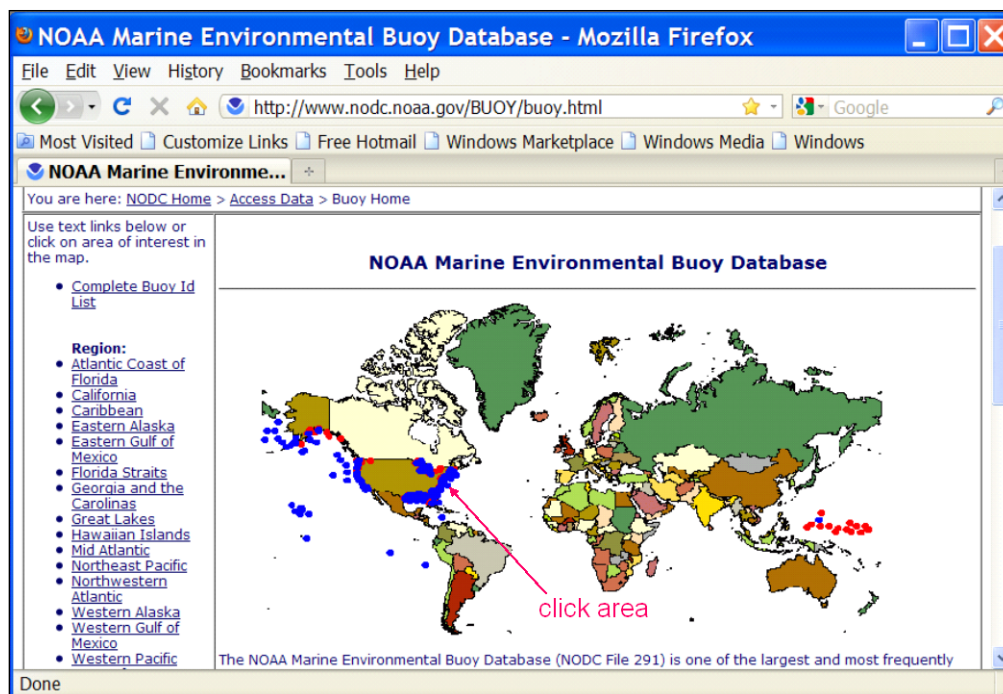 NOAA Marine Environmental Buoy Database - Mozilla Firefox
File Edit View History Bookmarks Tools Help
http://www.nodc.noaa.gov/BUOY/buoy.html
Google
Most Visited Customize Links Free Hotmail Windows Marketplace Windows Media Windows
NOAA Marine Environme...
You are here: NODC Home > Access Data > Buoy Home
Use text links below or
click on area of interest in
the map.
Complete Buoy Id
List
Region:
Atlantic Coast of
Florida
California
Caribbean
Eastern Alaska
Eastern Gulf of
Mexico
Florida Straits
Georgia and the
Carolinas
Great Lakes
Hawaiian Islands
Mid Atlantic
Northeast Pacific
Northwestern
Atlantic
Western Alaska
Western Gulf of
Mexico
Western Pacific
NOAA Marine Environmental Buoy Database
click area
The NOAA Marine Environmental Buoy Database (NODC File 291) is one of the largest and most frequently
Done